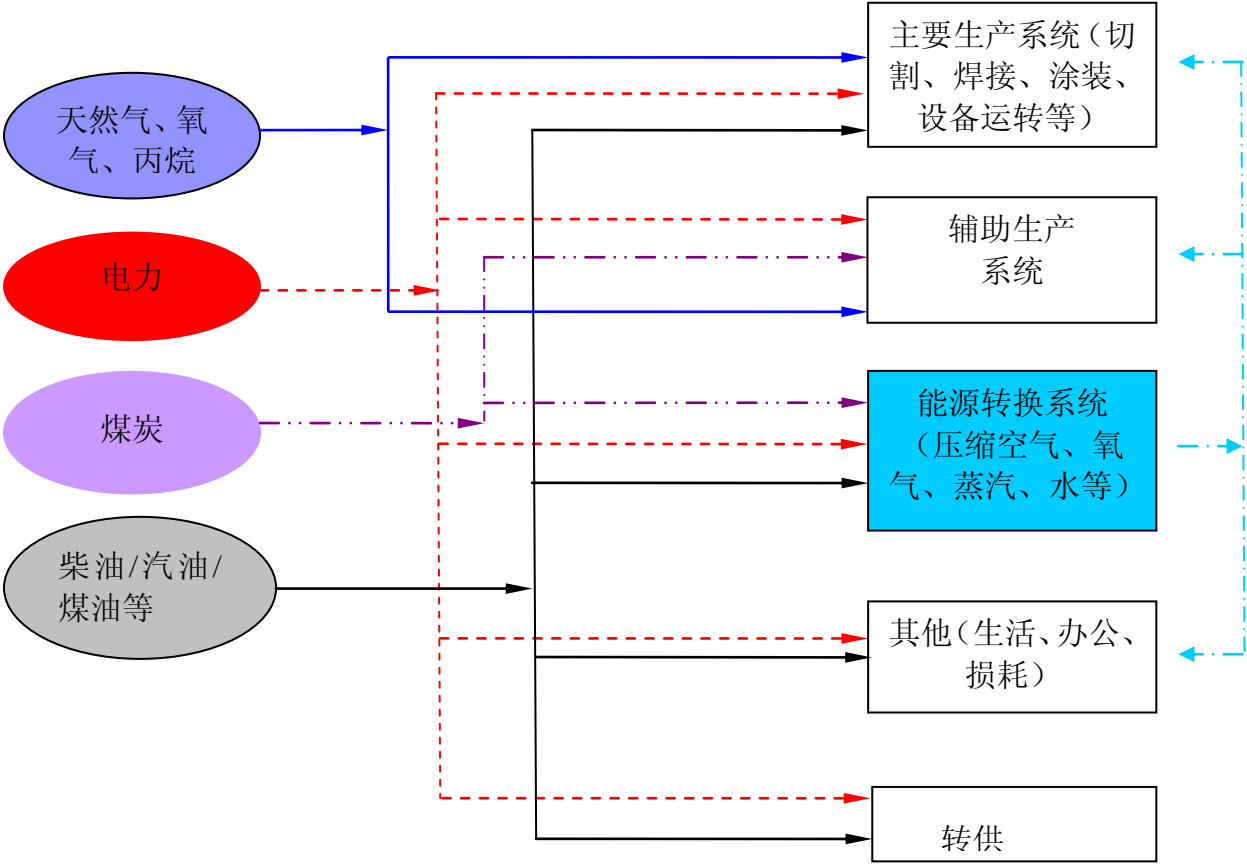 天然气、氧
气、丙烷
电力
煤炭
柴油/汽油/
煤油等
主要生产系统（切
割、焊接、涂装、
设备运转等）
辅助生产
系统
能源转换系统
（压缩空气、氧
气、蒸汽、水等）
其他（生活、办公、
损耗）
转供